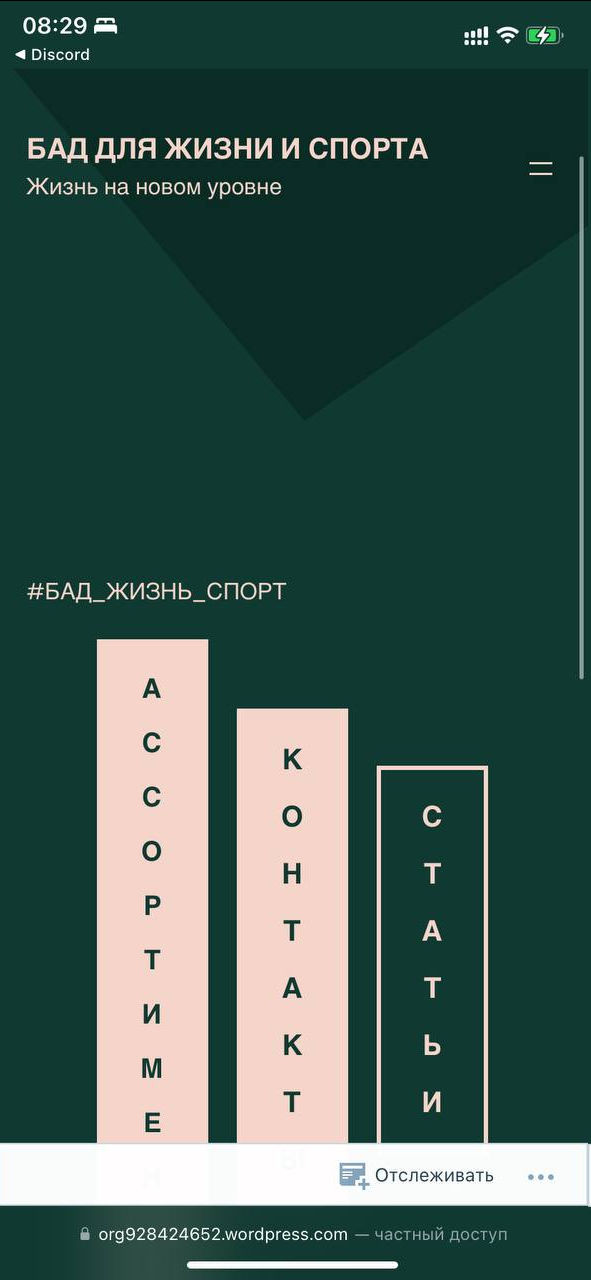 08:29
◀ Discord
БАД ДЛЯ ЖИЗНИ И СПОРТА
Жизнь на новом уровне
#БАД_ЖИЗНЬ_СПОРТ
АССОРТИМЕ
КОНТАКТЫ
СТАТЬИ
Отслеживать
org928424652.wordpress.com — частный доступ